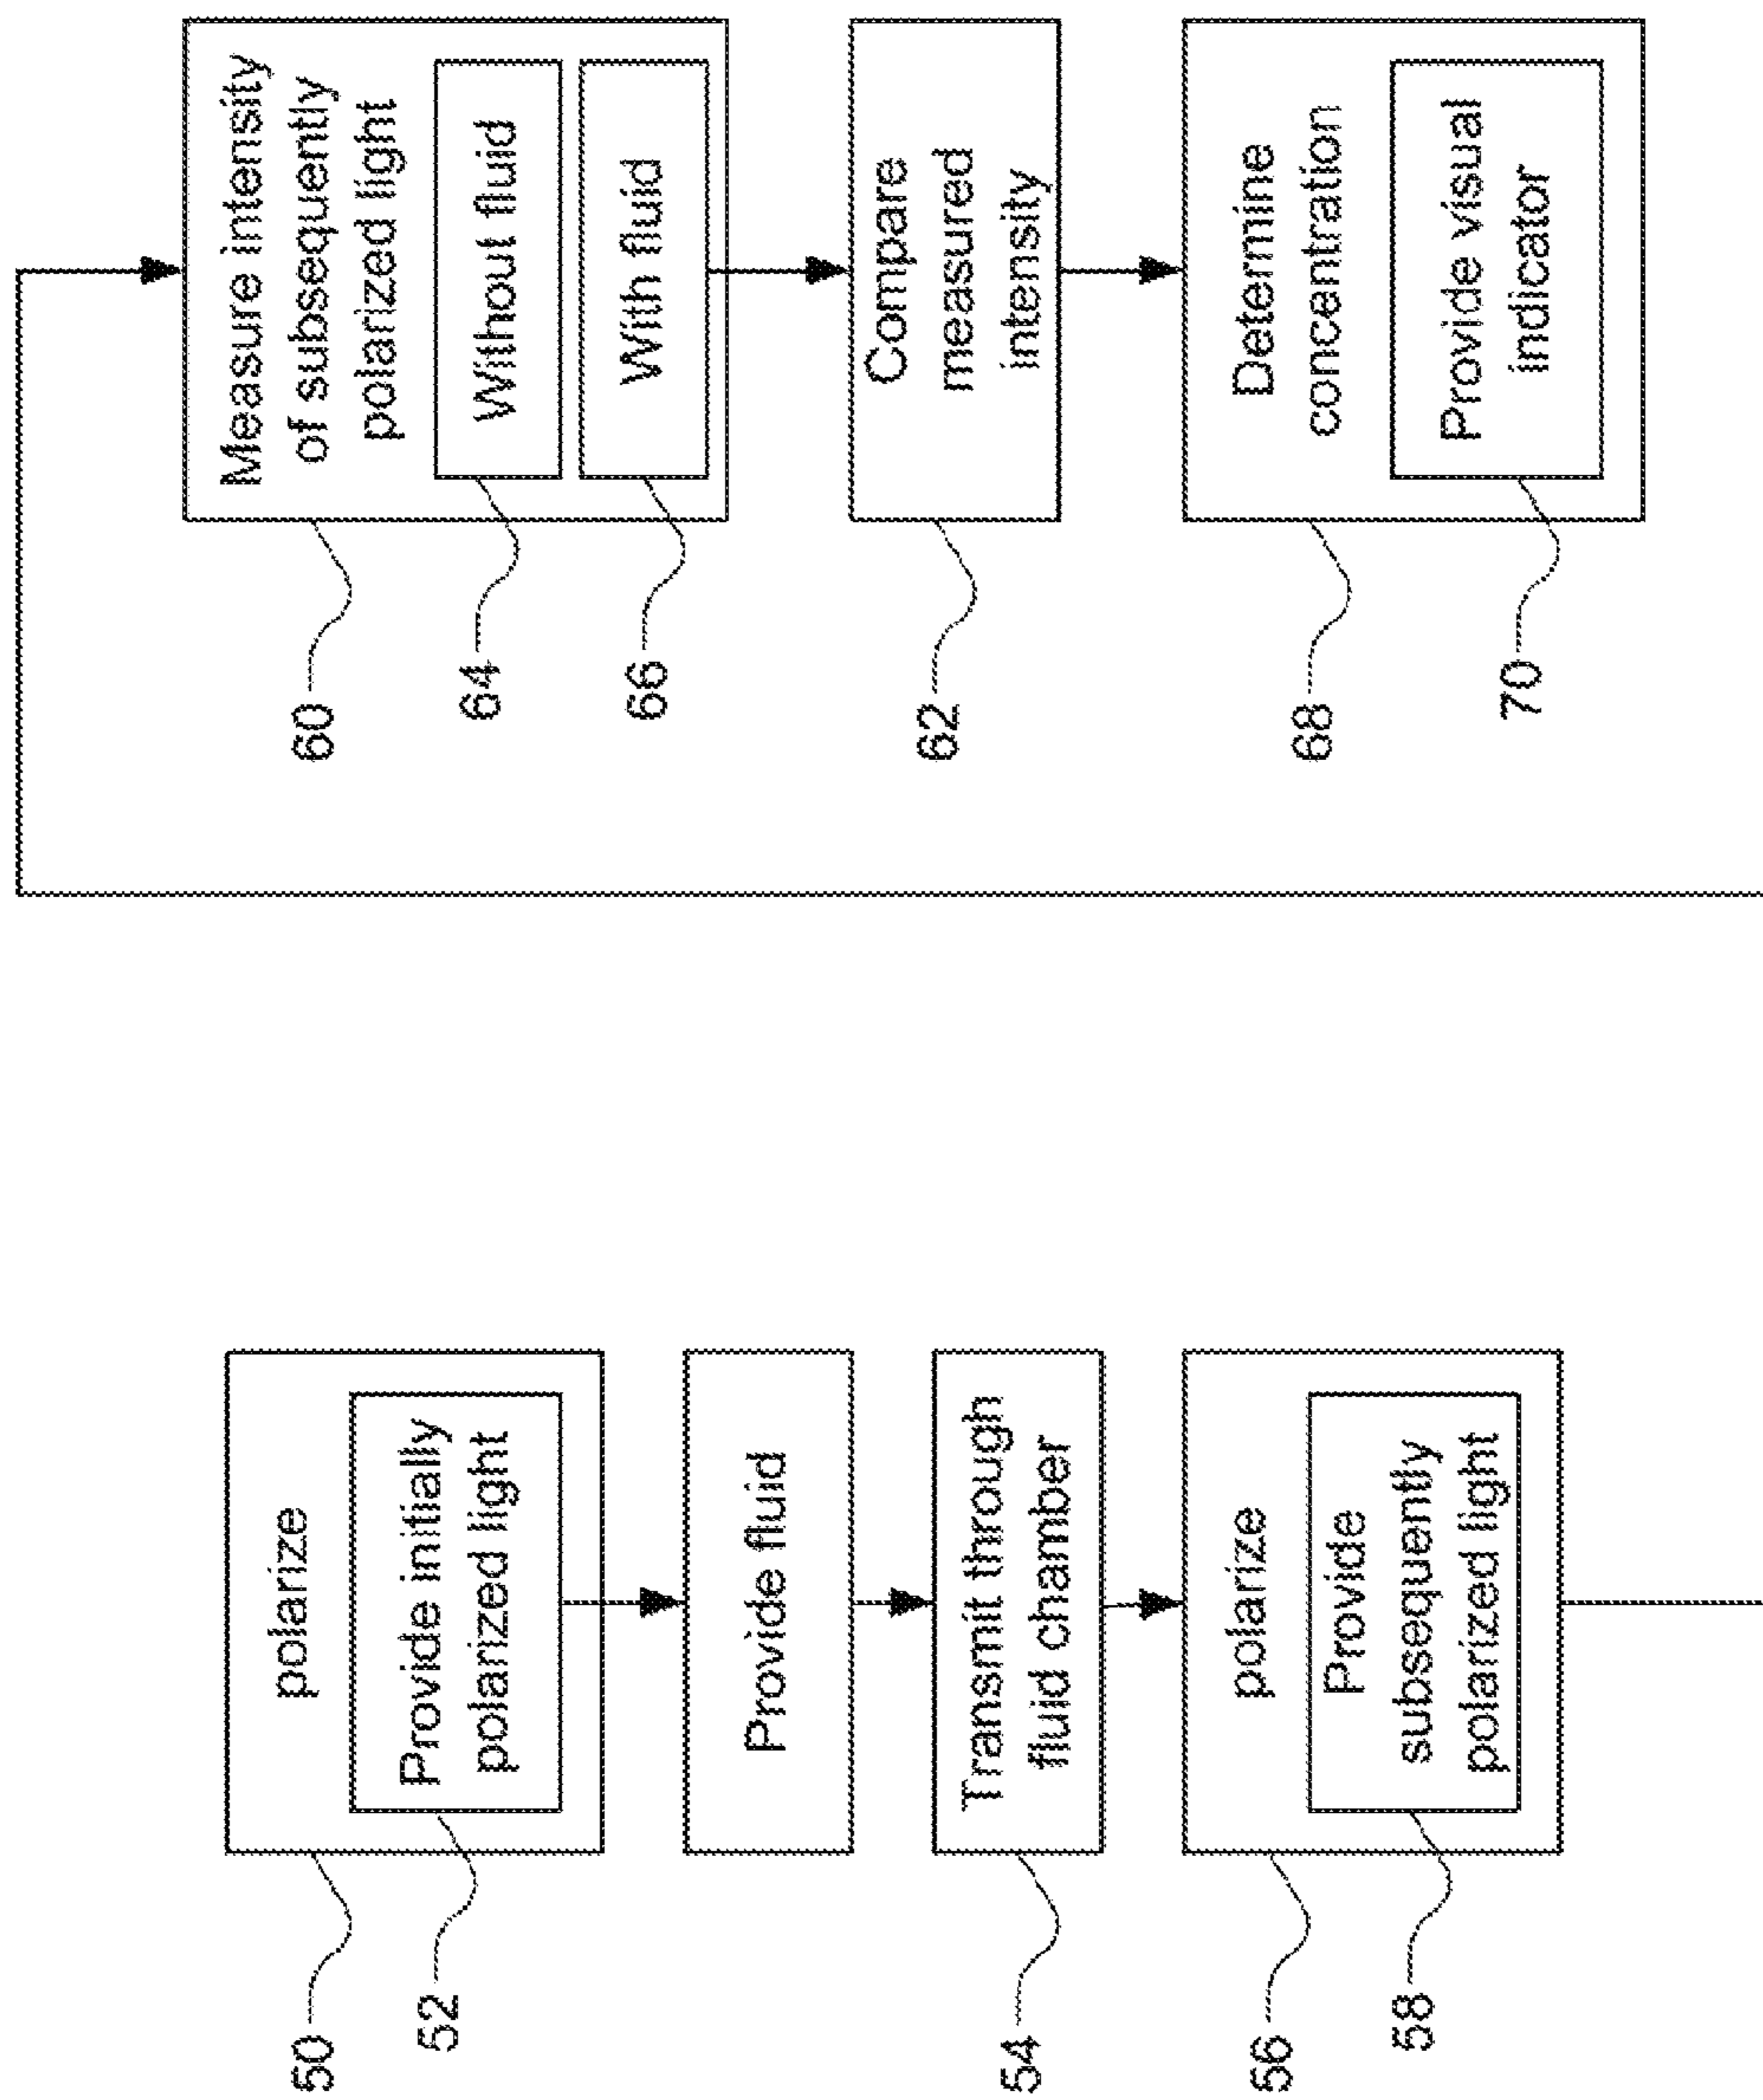 50
polarize
52
Provide initially
polarized light
Provide fluid
54
Transmit through
fluid chamber
56
polarize
58
Provide
subsequently
polarized light
60
Measure intensity
of subsequently
polarized light
64
Without fluid
66
With fluid
62
Compare
measured
intensity
68
Determine
concentration
70
Provide visual
indicator